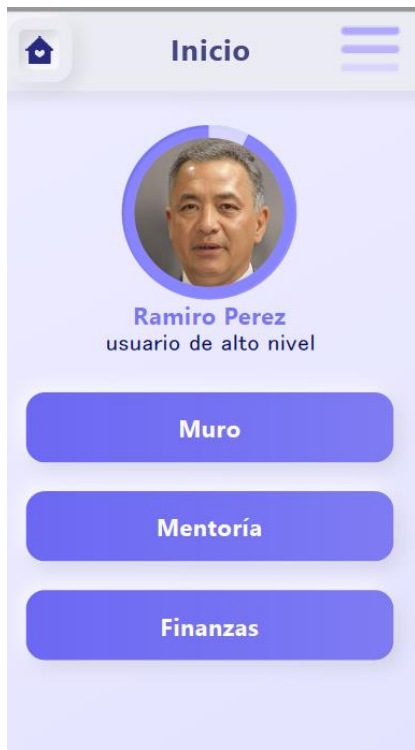 Inicio
Ramiro Perez
usuario de alto nivel
Muro
Mentoría
Finanzas